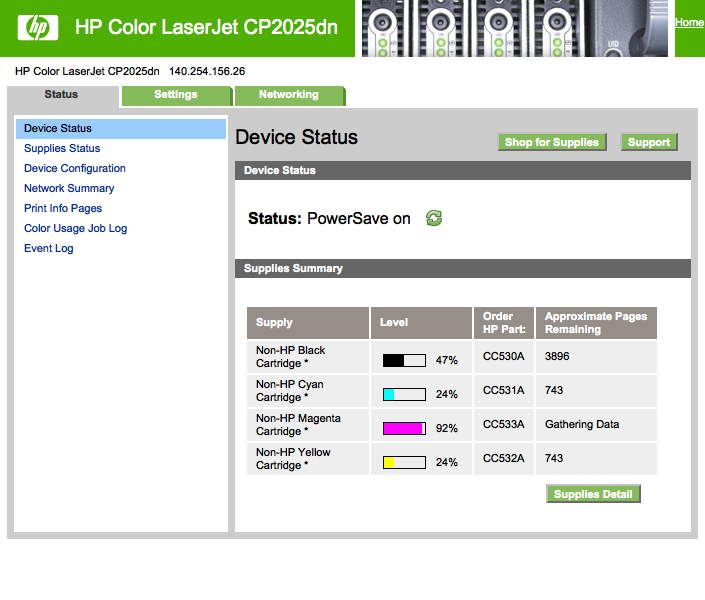 hp HP Color LaserJet CP2025dn
UID
Home
HP Color LaserJet CP2025dn 140.254.156.26
Status Settings Networking
Device Status
Supplies Status
Device Configuration
Network Summary
Print Info Pages
Color Usage Job Log
Event Log
Device Status
Shop for Supplies Support
Device Status
Status: PowerSave on
Supplies Summary
Supply Level Order HP Part: Approximate Pages Remaining
Non-HP Black Cartridge * 47% CC530A 3896
Non-HP Cyan Cartridge * 24% CC531A 743
Non-HP Magenta Cartridge * 92% CC533A Gathering Data
Non-HP Yellow Cartridge * 24% CC532A 743
Supplies Detail